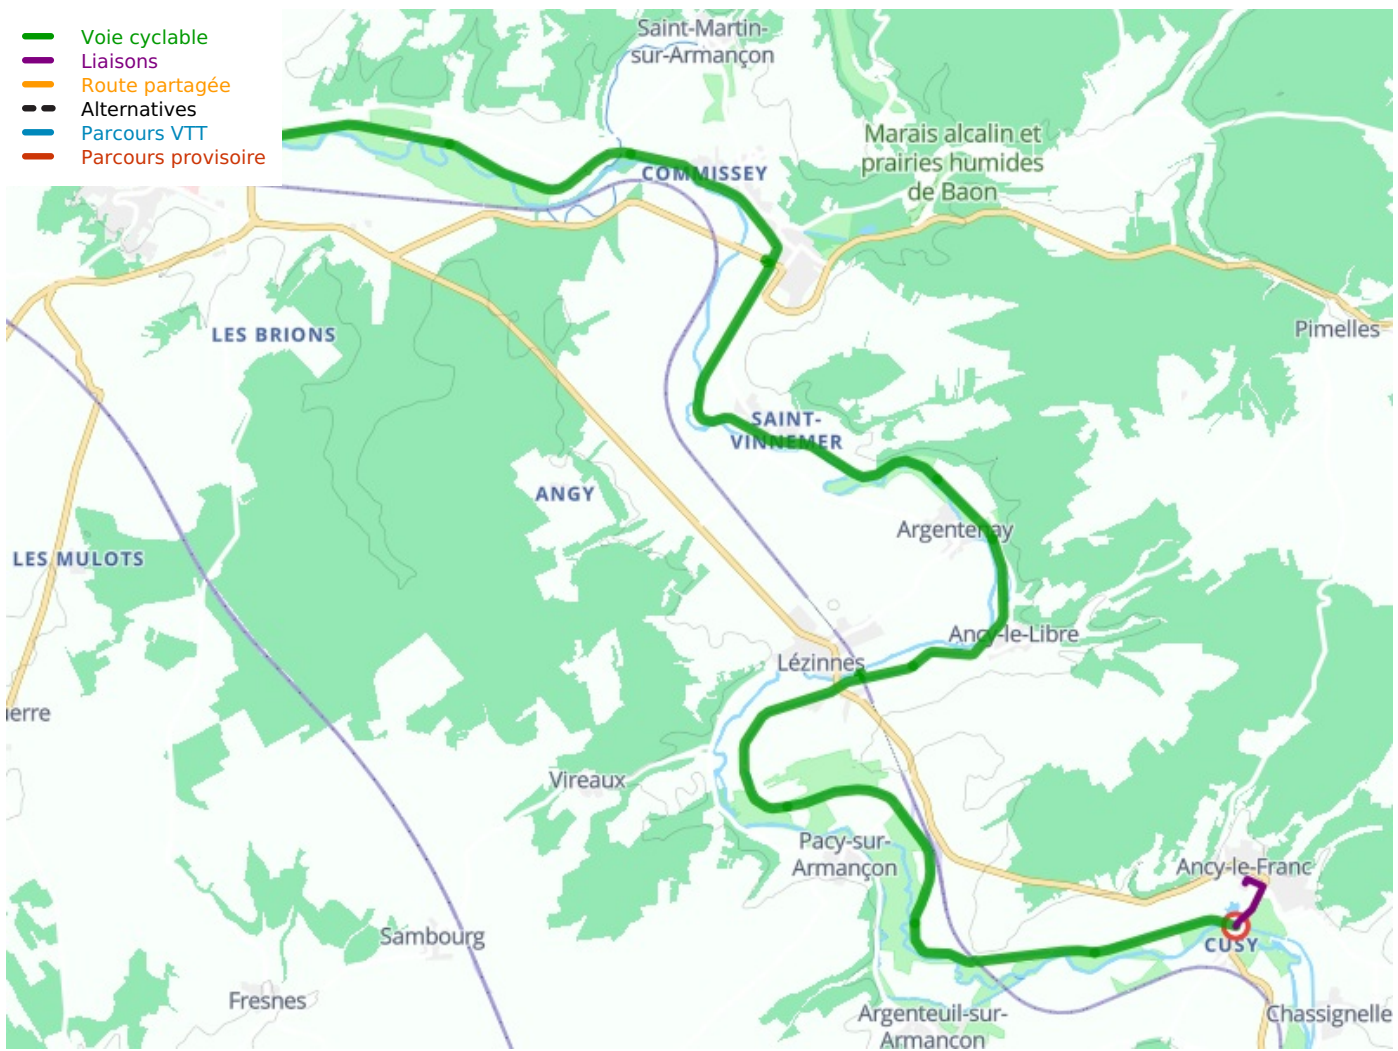 Voie cyclable
Liaisons
Route partagée
Alternatives
Parcours VTT
Parcours provisoire
Saint-Martin-
sur-Armançon
Marais alcalin et
prairies humides
de Baon
COMMISSEY
LES BRIONS
Pimelles
SAINT-
VINNEMER
ANGY
Argentenay
LES MULOTS
Ancy-le-Libre
Lézinnes
ierre
Vireaux
Pacy-sur-
Armançon
Ancy-le-Franc
Sambourg
CUSY
Fresnes
Argenteuil-sur-
Armançon
Chassignelle